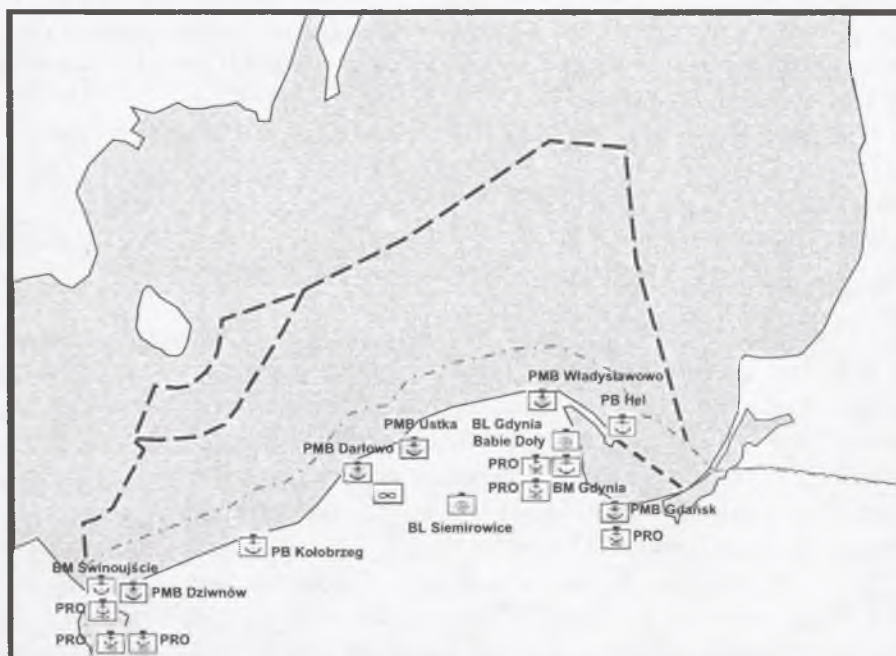 PMB Władysławowo
PB Hel
PMB Ustka
BL Gdynia
Babie Doły
PMB Darłowo
PRO
PRO
BM Gdynia
BL Siemirowice
PMB Gdańsk
PRO
PB Kołobrzeg
BM Świnoujście
PMB Dziwnów
PRO
PRO
PRO